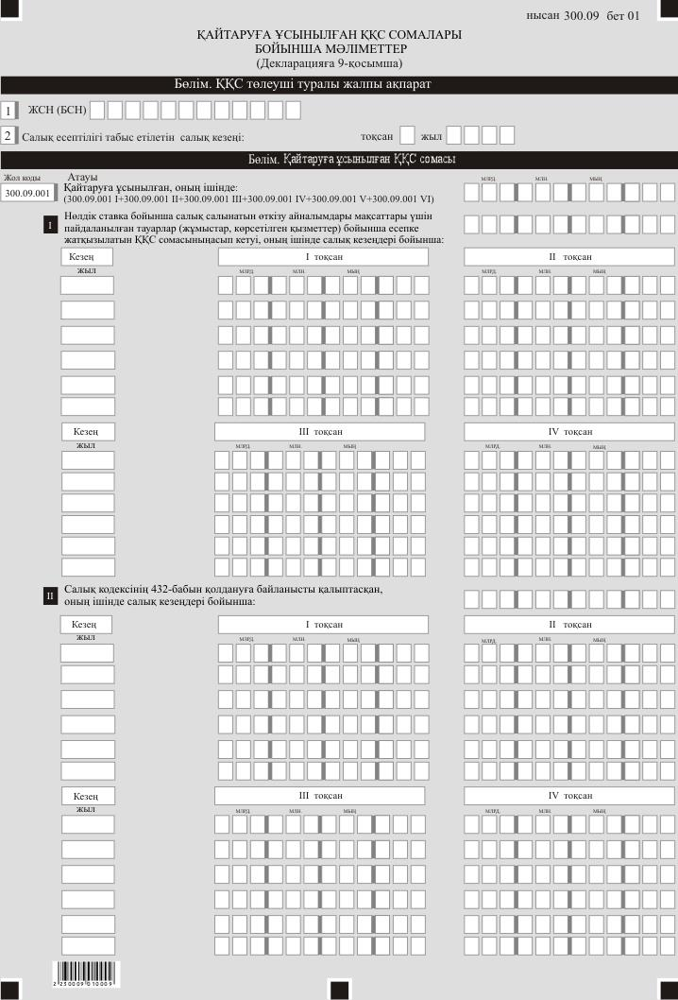 нысан 300.09 бет 01
ҚАЙТАРУҒА ҰСЫНЫЛҒАН ҚҚС СОМАЛАРЫ
БОЙЫНША МӘЛІМЕТТЕР
(Декларацияға 9-қосымша)
Бөлім. ҚҚС төлеуші туралы жалпы ақпарат
1 ЖСН (БСН)
2 Салық есептілігі табыс етілетін салық кезеңі: тоқсан жыл
Бөлім. Қайтаруға ұсынылған ҚҚС сомасы
Жол коды Атауы
млрд. млн. мың
300.09.001 Қайтаруға ұсынылған, оның ішінде:
(300.09.001 I+300.09.001 II+300.09.001 III+300.09.001 IV+300.09.001 V+300.09.001 VI)
I Нөлдік ставка бойынша салық салынатын өткізу айналымдары мақсаттары үшін
пайдаланылған тауарлар (жұмыстар, көрсетілген қызметтер) бойынша есепке
жатқызылатын ҚҚС сомасыныңасып кетуі, оның ішінде салық кезеңдері бойынша:
Кезең I тоқсан II тоқсан
жыл млрд. млн. мың млрд. млн. мың
Кезең III тоқсан IV тоқсан
жыл млрд. млн. мың млрд. млн. мың
II Салық кодексінің 432-бабын қолдануға байланысты қалыптасқан,
оның ішінде салық кезеңдері бойынша:
Кезең I тоқсан II тоқсан
жыл млрд. млн. мың млрд. млн. мың
Кезең III тоқсан IV тоқсан
жыл млрд. млн. мың млрд. млн. мың
2230009010009